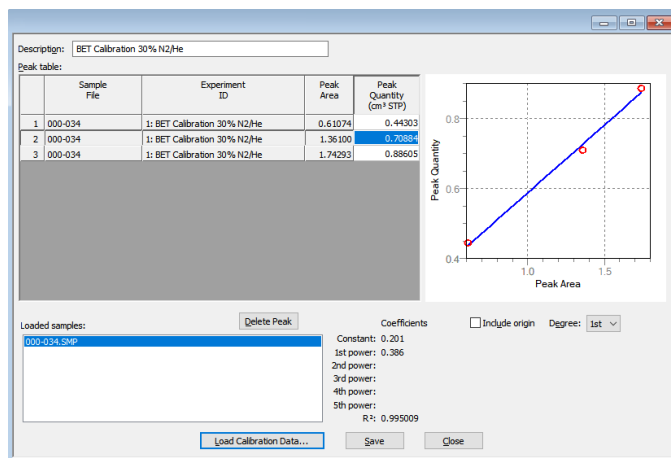 Description: BET Calibration 30% N2/He
Peak table:
Sample File Experiment ID Peak Area Peak Quantity (cm³ STP)
1 000-034 1: BET Calibration 30% N2/He 0.61074 0.44303
2 000-034 1: BET Calibration 30% N2/He 1.36100 0.70884
3 000-034 1: BET Calibration 30% N2/He 1.74293 0.88605
Peak Quantity
0.8
0.6
0.4
1.0 1.5
Peak Area
Loaded samples: Delete Peak
000-034.SMP
Coefficients
Constant: 0.201
1st power: 0.386
2nd power:
3rd power:
4th power:
5th power:
R²: 0.995009
Include origin Degree: 1st
Load Calibration Data... Save Close